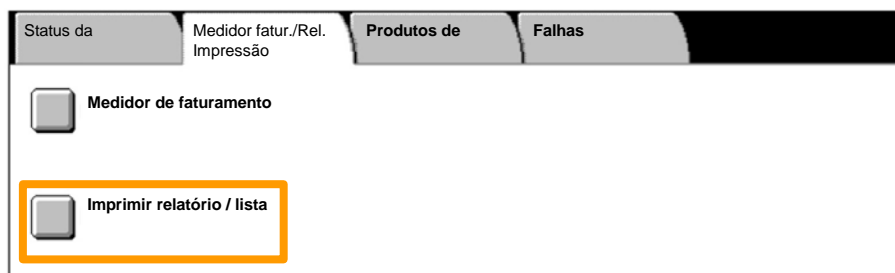 Status da
Medidor fatur./Rel.
Impressão
Produtos de
Falhas
Medidor de faturamento
Imprimir relatório / lista